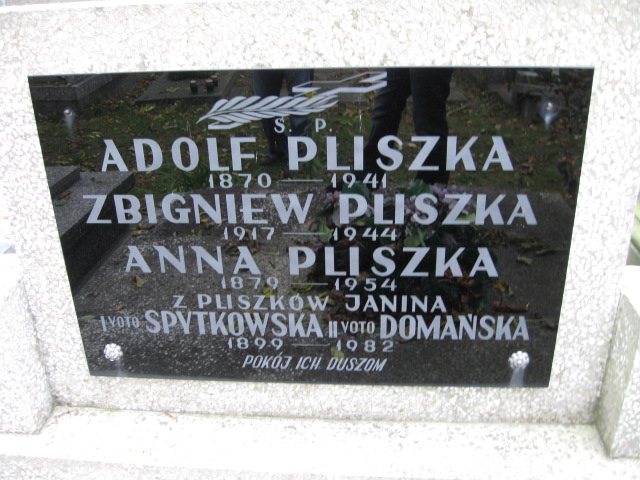 Ś. P.
ADOLF PLISZKA
1870 — 1941
ZBIGNIEW PLISZKA
1917 — 1944
ANNA PLISZKA
1879 — 1954
Z PLISZKÓW JANINA
I VOTO SPYTKOWSKA II VOTO DOMAŃSKA
1899 — 1982
POKÓJ ICH DUSZOM